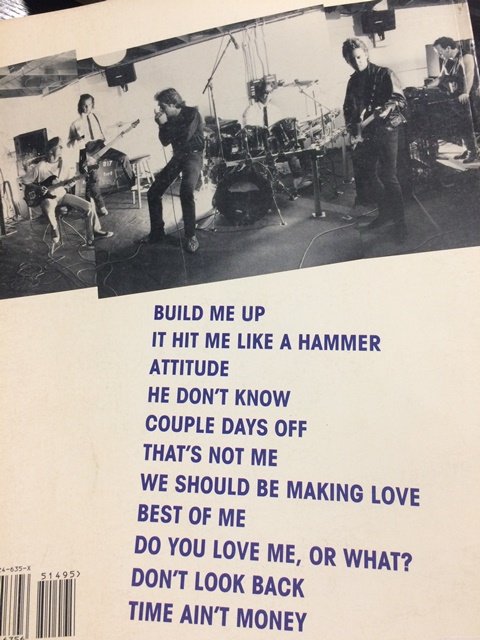 BUILD ME UP
IT HIT ME LIKE A HAMMER
ATTITUDE
HE DON'T KNOW
COUPLE DAYS OFF
THAT'S NOT ME
WE SHOULD BE MAKING LOVE
BEST OF ME
DO YOU LOVE ME, OR WHAT?
DON'T LOOK BACK
TIME AIN'T MONEY
24-635-X
51495>